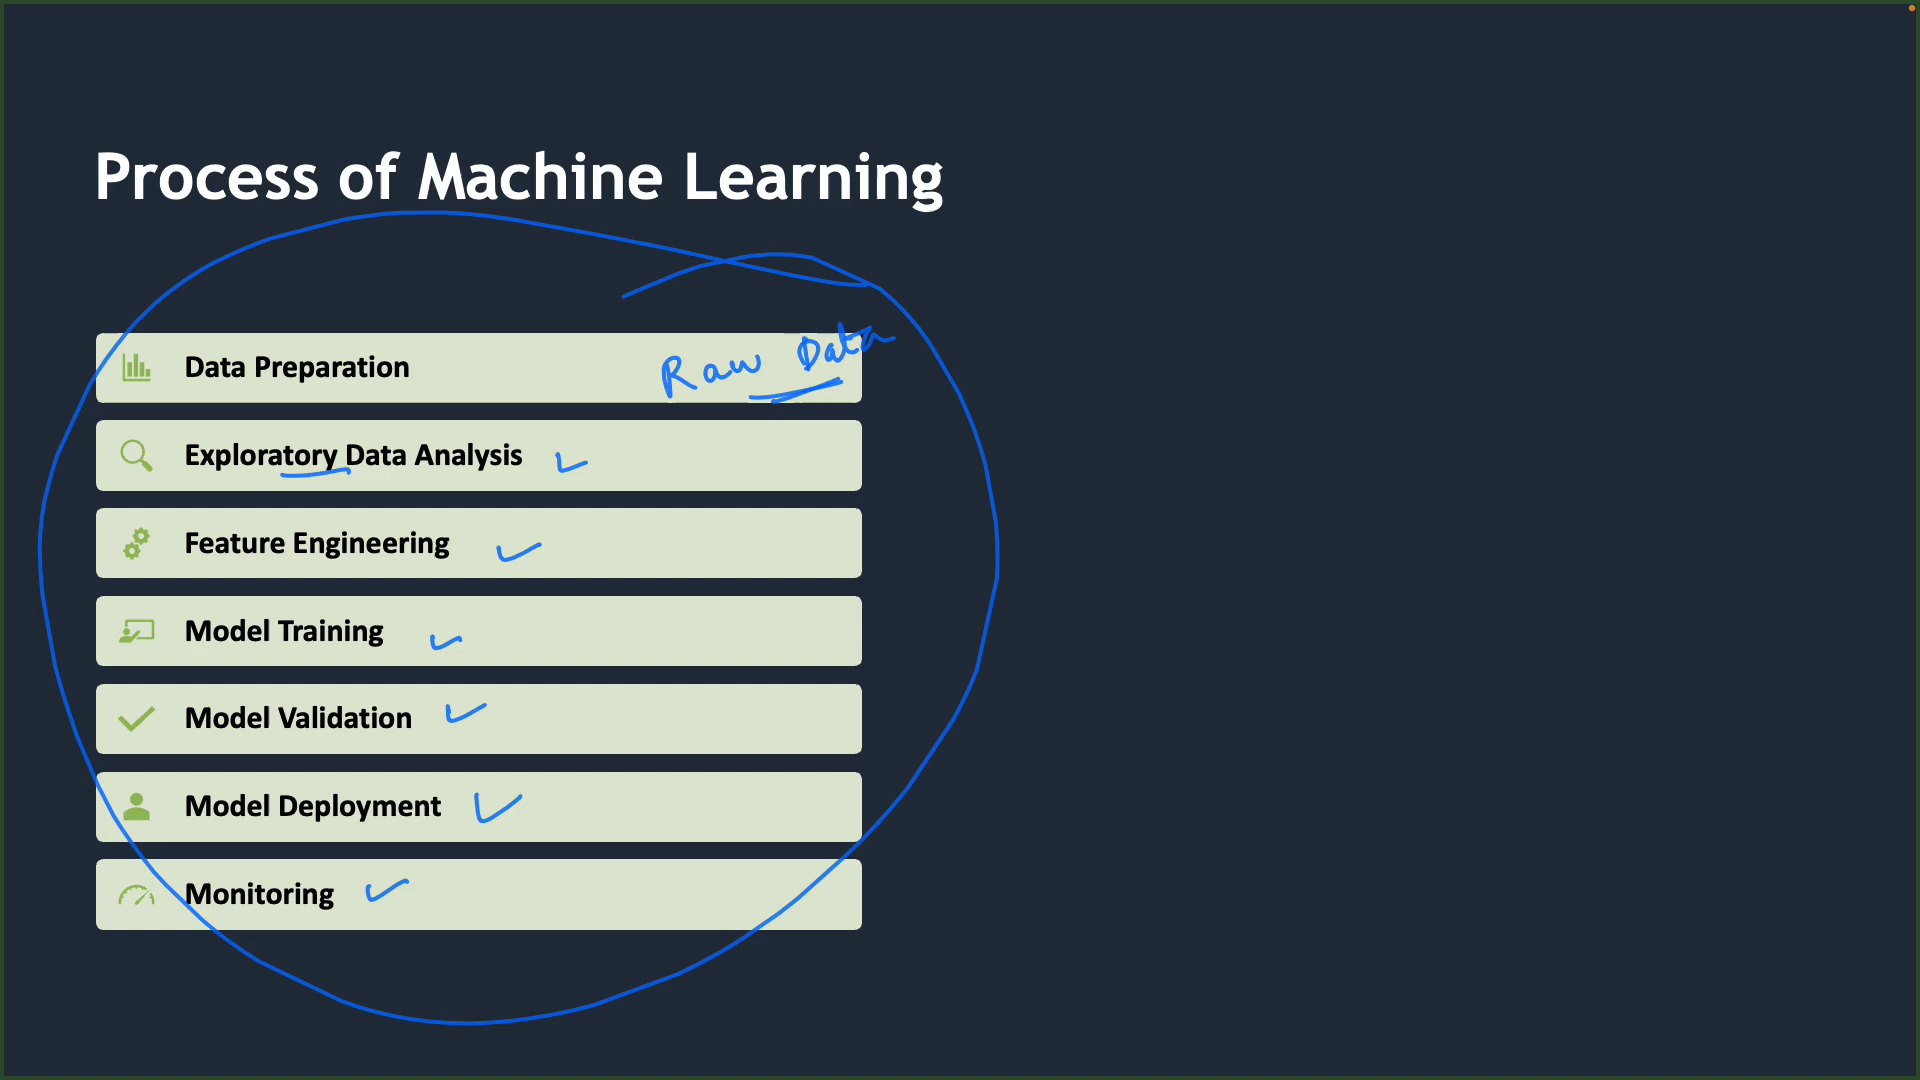 Process of Machine Learning
Data Preparation Raw Data
Exploratory Data Analysis
Feature Engineering
Model Training
Model Validation
Model Deployment
Monitoring